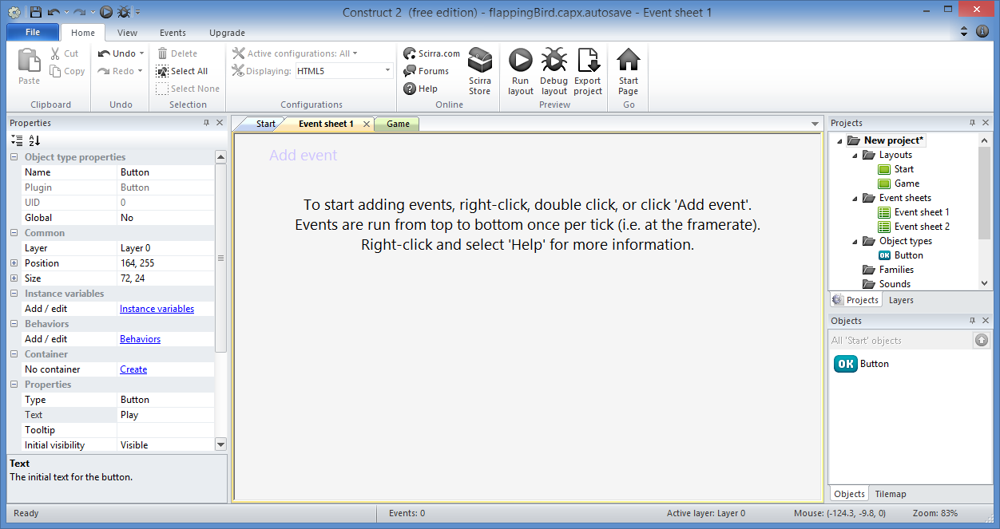 Construct 2 (free edition) - flappingBird.capx.autosave - Event sheet 1
File Home View Events Upgrade
Paste
Cut
Copy
Clipboard
Undo
Redo
Undo
Delete
Select All
Select None
Selection
Active configurations: All
Displaying: HTML5
Configurations
Scirra.com
Forums
Help
Scirra
Store
Online
Run
layout
Debug
layout
Export
project
Preview
Start
Page
Go
Properties
Object type properties
Name Button
Plugin Button
UID 0
Global No
Common
Layer Layer 0
Position 164, 255
Size 72, 24
Instance variables
Add / edit Instance variables
Behaviors
Add / edit Behaviors
Container
No container Create
Properties
Type Button
Text Play
Tooltip
Initial visibility Visible
Text
The initial text for the button.
Start Event sheet 1 Game
Add event
To start adding events, right-click, double click, or click 'Add event'.
Events are run from top to bottom once per tick (i.e. at the framerate).
Right-click and select 'Help' for more information.
Projects
New project*
Layouts
Start
Game
Event sheets
Event sheet 1
Event sheet 2
Object types
OK Button
Families
Sounds
Projects Layers
Objects
All 'Start' objects
OK Button
Objects Tilemap
Ready Events: 0 Active layer: Layer 0 Mouse: (-124.3, -9.8, 0) Zoom: 83%